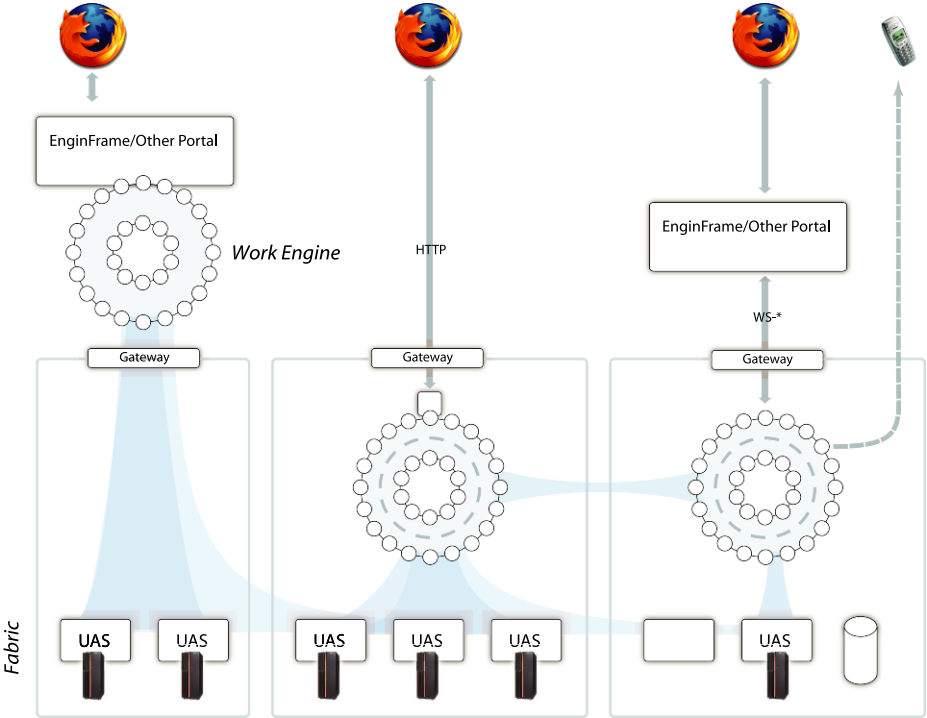 EnginFrame/Other Portal
Work Engine
HTTP
EnginFrame/Other Portal
WS-*
Gateway
Gateway
Gateway
Fabric
UAS
UAS
UAS
UAS
UAS
UAS